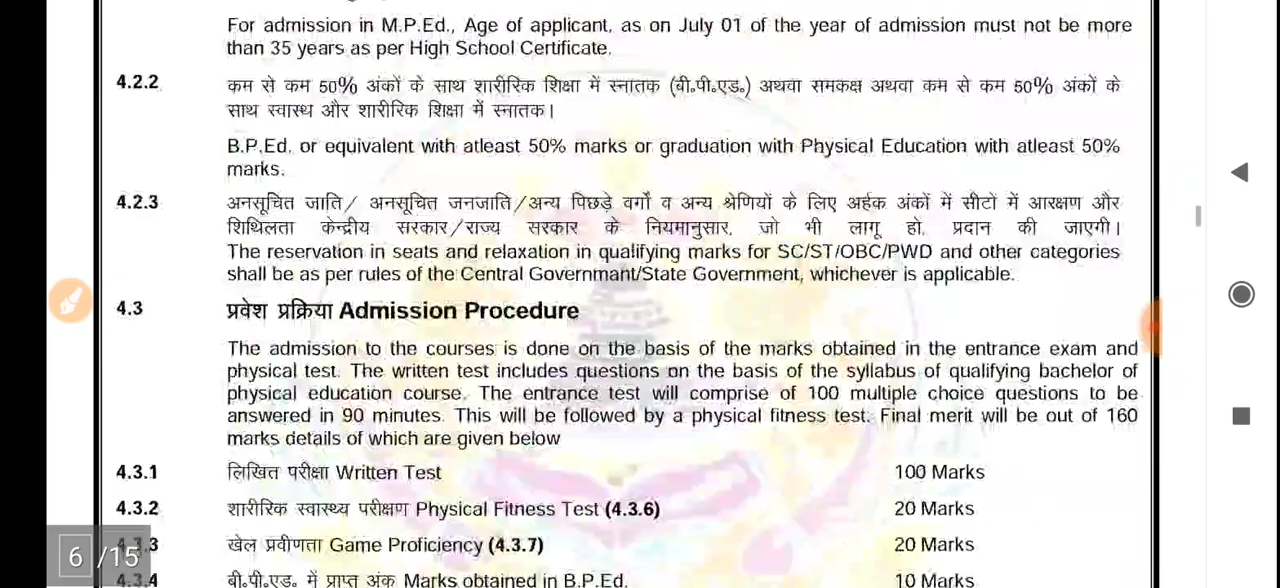 For admission in M.P.Ed., Age of applicant, as on July 01 of the year of admission must not be more
than 35 years as per High School Certificate.
4.2.2 कम से कम 50% अंकों के साथ शारीरिक शिक्षा में स्नातक (बी॰पी॰एड॰) अथवा समकक्ष अथवा कम से कम 50% अंकों के
साथ स्वास्थ और शारीरिक शिक्षा में स्नातक।
B.P.Ed. or equivalent with atleast 50% marks or graduation with Physical Education with atleast 50%
marks.
4.2.3 अनसूचित जाति/ अनसूचित जनजाति/अन्य पिछड़े वर्गों व अन्य श्रेणियों के लिए अर्हक अंकों में सीटों में आरक्षण और
शिथिलता केन्द्रीय सरकार/राज्य सरकार के नियमानुसार, जो भी लागू हो, प्रदान की जाएगी।
The reservation in seats and relaxation in qualifying marks for SC/ST/OBC/PWD and other categories
shall be as per rules of the Central Governmant/State Government, whichever is applicable.
4.3 प्रवेश प्रक्रिया Admission Procedure
The admission to the courses is done on the basis of the marks obtained in the entrance exam and
physical test. The written test includes questions on the basis of the syllabus of qualifying bachelor of
physical education course. The entrance test will comprise of 100 multiple choice questions to be
answered in 90 minutes. This will be followed by a physical fitness test. Final merit will be out of 160
marks details of which are given below
4.3.1 लिखित परीक्षा Written Test 100 Marks
4.3.2 शारीरिक स्वास्थ्य परीक्षण Physical Fitness Test (4.3.6) 20 Marks
4.3.3 खेल प्रवीणता Game Proficiency (4.3.7) 20 Marks
6 /15
4.3.4 बी॰पी॰एड॰ में प्राप्त अंक Marks obtained in B.P.Ed. 10 Marks